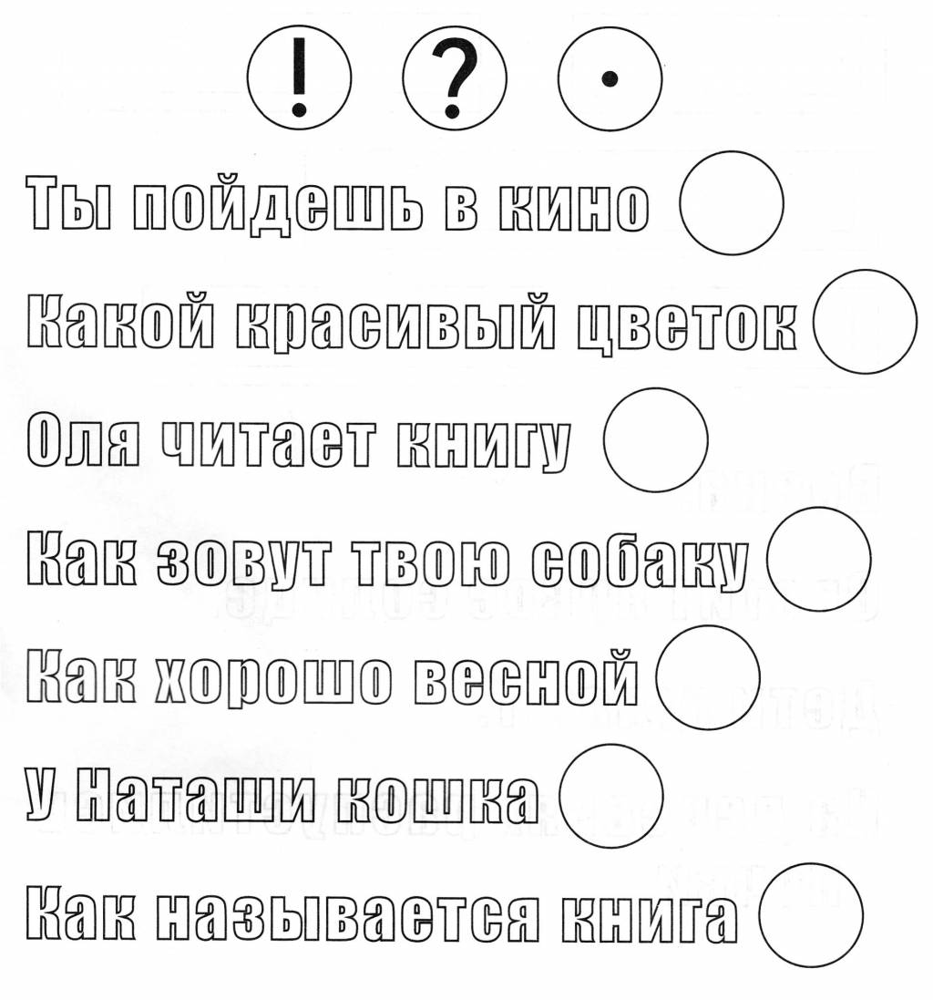 ! ? .
Ты пойдешь в кино
Какой красивый цветок
Оля читает книгу
Как зовут твою собаку
Как хорошо весной
У Наташи кошка
Как называется книга